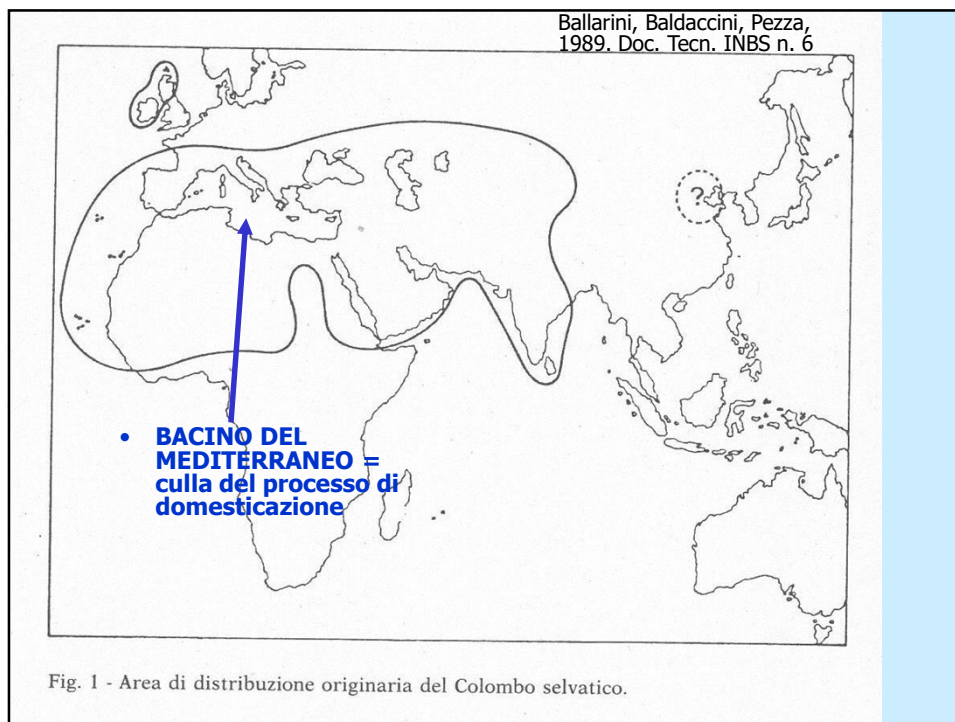 Ballarini, Baldaccini, Pezza,
1989. Doc. Tecn. INBS n. 6
?
• BACINO DEL
MEDITERRANEO =
culla del processo di
domesticazione
Fig. 1 - Area di distribuzione originaria del Colombo selvatico.